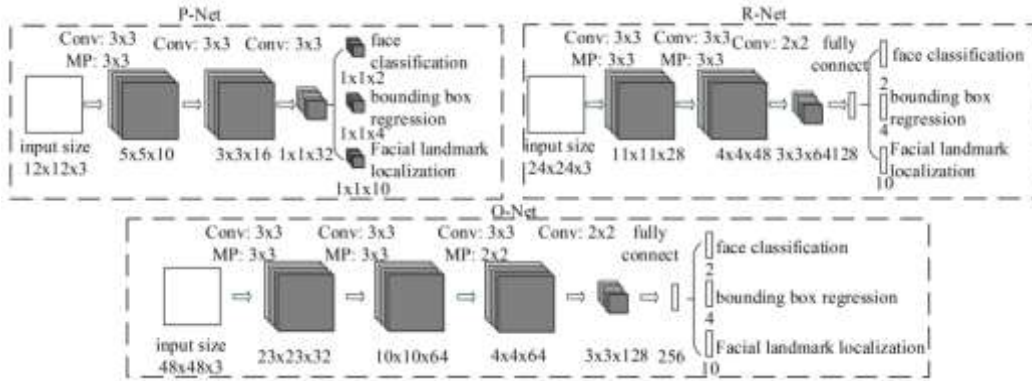 P-Net
Conv: 3x3 Conv: 3x3 Conv: 3x3
MP: 3x3
face
classification
1x1x2
bounding box
regression
1x1x4
Facial landmark
localization
1x1x10
input size
12x12x3
5x5x10
3x3x16
1x1x32
R-Net
Conv: 3x3 Conv: 3x3 Conv: 2x2 fully
MP: 3x3 MP: 3x3 connect
face classification
2
bounding box
regression
4
Facial landmark
localization
10
input size
24x24x3
11x11x28
4x4x48
3x3x64
128
O-Net
Conv: 3x3 Conv: 3x3 Conv: 3x3 Conv: 2x2 fully
MP: 3x3 MP: 3x3 MP: 2x2 connect
face classification
2
bounding box regression
4
Facial landmark localization
10
input size
48x48x3
23x23x32
10x10x64
4x4x64
3x3x128
256